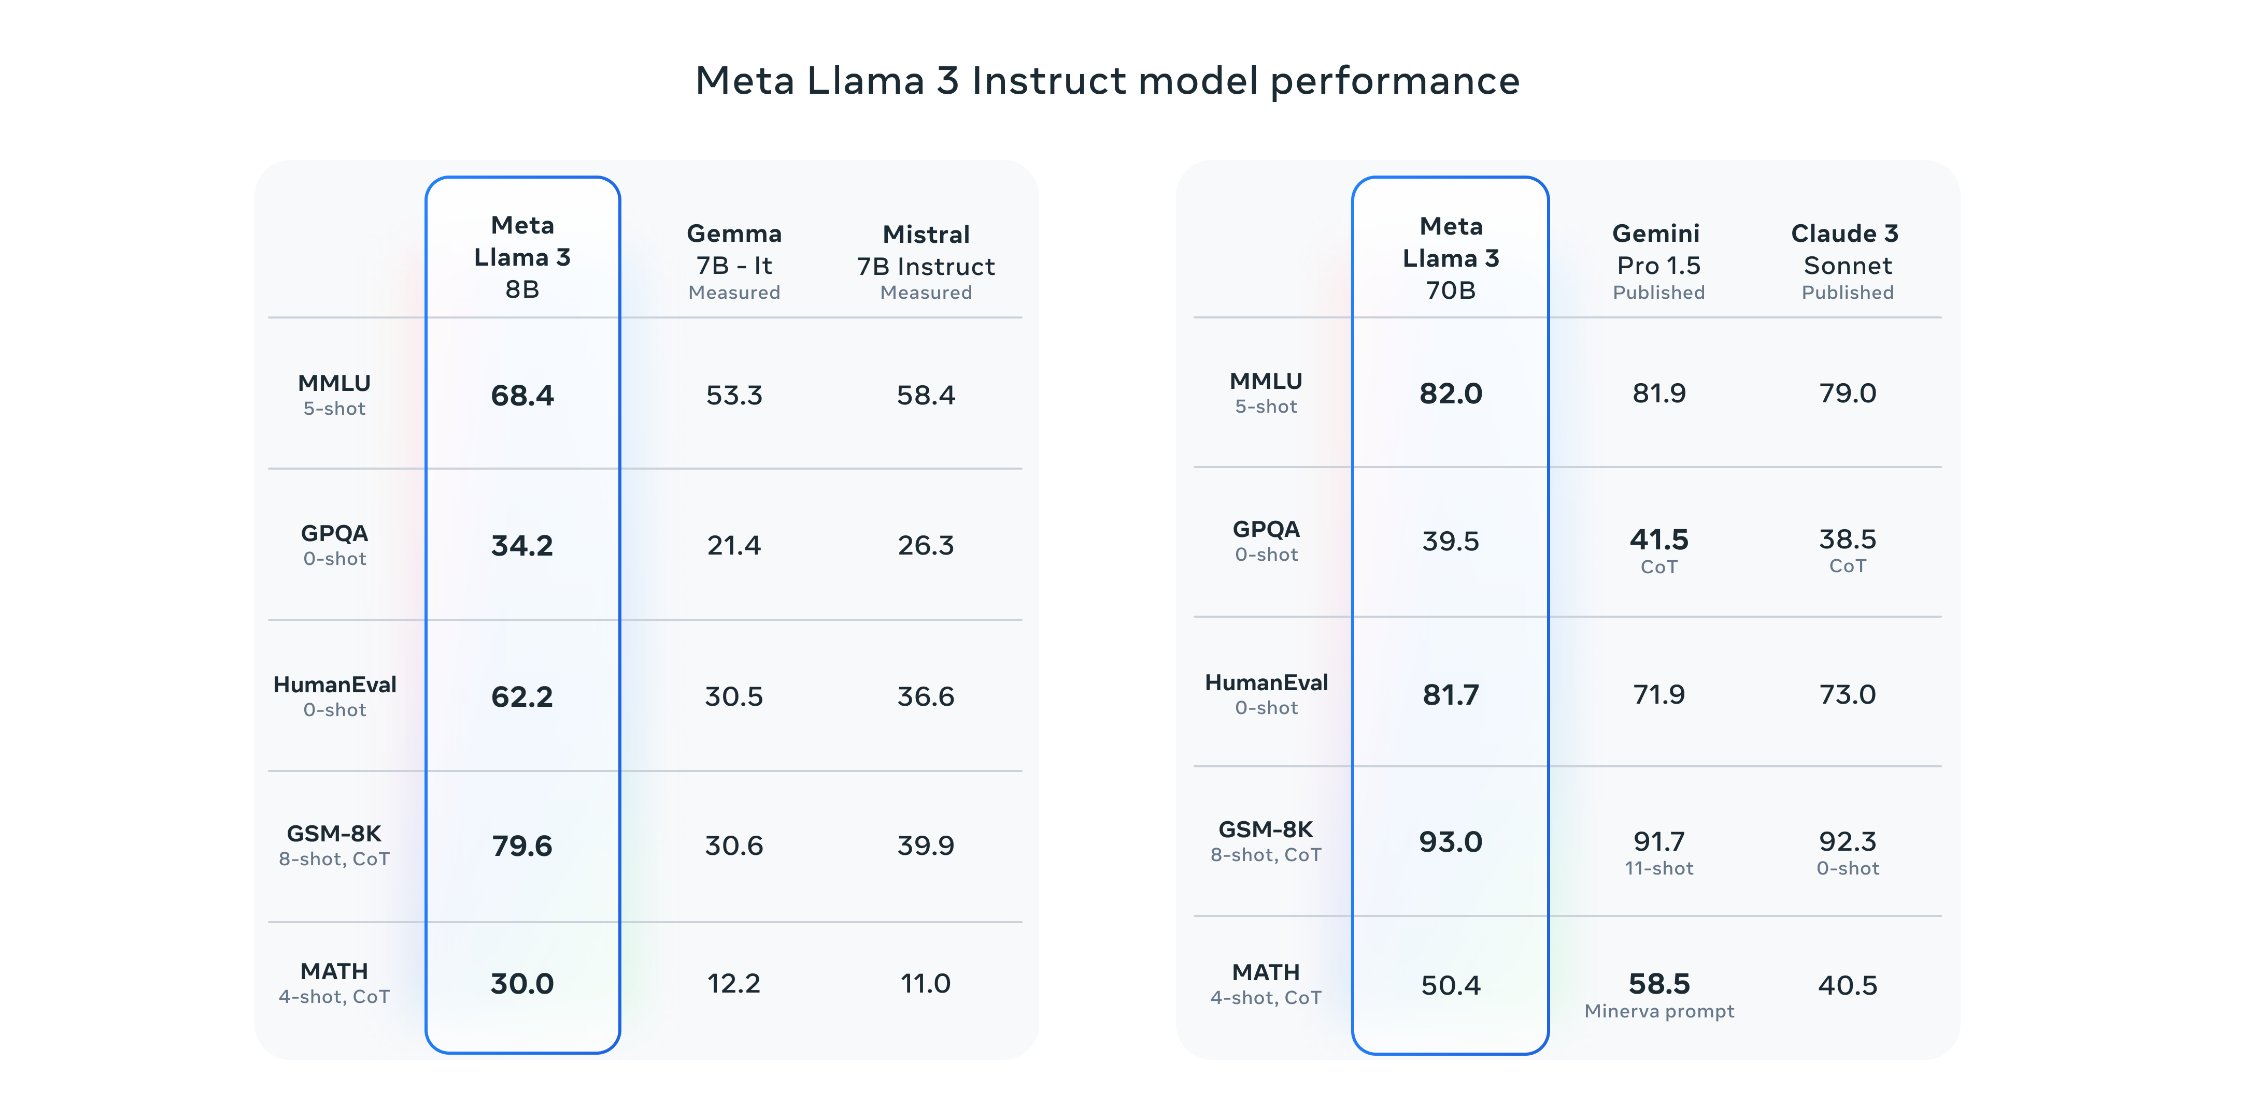 Meta Llama 3 Instruct model performance
Meta
Llama 3
8B
Gemma
7B - It
Measured
Mistral
7B Instruct
Measured
MMLU
5-shot
68.4
53.3
58.4
GPQA
0-shot
34.2
21.4
26.3
HumanEval
0-shot
62.2
30.5
36.6
GSM-8K
8-shot, CoT
79.6
30.6
39.9
MATH
4-shot, CoT
30.0
12.2
11.0
Meta
Llama 3
70B
Gemini
Pro 1.5
Published
Claude 3
Sonnet
Published
MMLU
5-shot
82.0
81.9
79.0
GPQA
0-shot
39.5
41.5
CoT
38.5
CoT
HumanEval
0-shot
81.7
71.9
73.0
GSM-8K
8-shot, CoT
93.0
91.7
11-shot
92.3
0-shot
MATH
4-shot, CoT
50.4
58.5
Minerva prompt
40.5